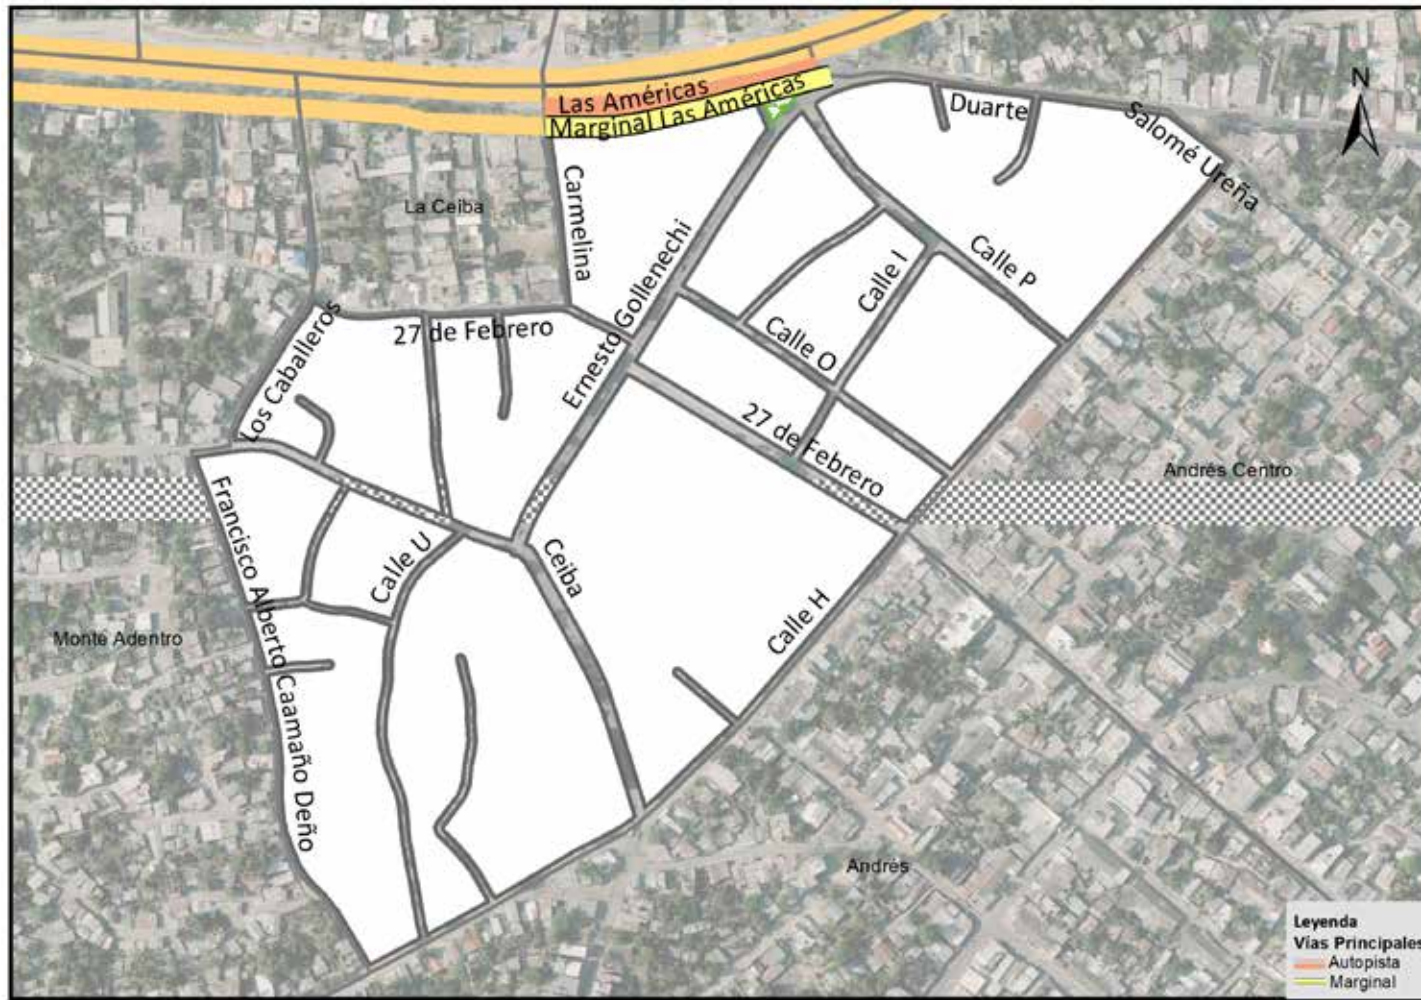 Las Américas
Marginal Las Américas
Duarte
Salomé Ureña
N
La Ceiba
Carmelina
Ernesto Gollenechi
Calle I
Calle P
27 de Febrero
Los Caballeros
Calle O
27 de Febrero
Andrés Centro
Francisco Alberto Caamaño Deño
Calle U
Ceiba
Calle H
Monte Adentro
Andrés
Leyenda
Vías Principales
Autopista
Marginal